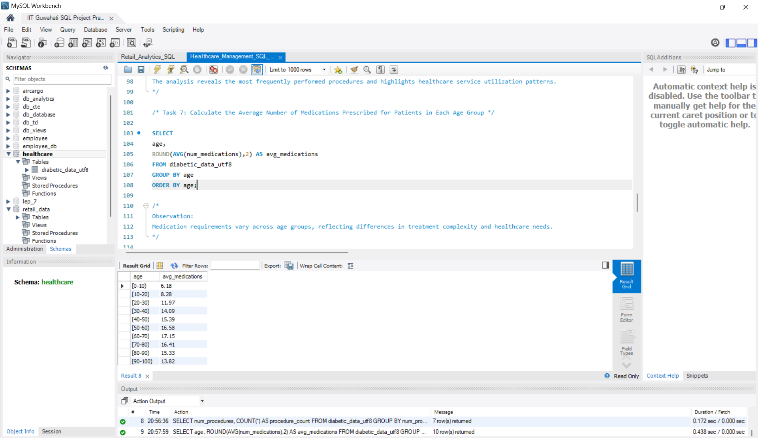 MySQL Workbench
IIT Guwahati SQL Project Pra...
File Edit View Query Database Server Tools Scripting Help
Navigator
SCHEMAS
Filter objects
aircargo
db_analytics
db_cte
db_database
db_td
db_views
employee
employee_db
healthcare
Tables
diabetic_data_utf8
Views
Stored Procedures
Functions
lep_7
retail_data
Tables
Views
Stored Procedures
Functions
Administration Schemas
Information
Schema: healthcare
Object Info Session
Retail_Analytics_SQL Healthcare_Management_SQL_...
Limit to 1000 rows
98 The analysis reveals the most frequently performed procedures and highlights healthcare service utilization patterns.
99 */
100
101 /* Task 7: Calculate the Average Number of Medications Prescribed for Patients in Each Age Group */
102
103 SELECT
104 age,
105 ROUND(AVG(num_medications),2) AS avg_medications
106 FROM diabetic_data_utf8
107 GROUP BY age
108 ORDER BY age;
109
110 /*
111 Observation:
112 Medication requirements vary across age groups, reflecting differences in treatment complexity and healthcare needs.
113 */
114
Result Grid Filter Rows: Export: Wrap Cell Content:
age avg_medications
[0-10) 6.18
[10-20) 8.28
[20-30) 11.97
[30-40) 14.09
[40-50) 15.39
[50-60) 16.58
[60-70) 17.15
[70-80) 16.41
[80-90) 15.33
[90-100) 13.82
Result Grid
Form Editor
Field Types
Result 8 Read Only
Output
Action Output
# Time Action Message Duration / Fetch
8 20:56:36 SELECT num_procedures, COUNT(*) AS procedure_count FROM diabetic_data_utf8 GROUP BY num_pro... 7 row(s) returned 0.172 sec / 0.000 sec
9 20:57:59 SELECT age, ROUND(AVG(num_medications),2) AS avg_medications FROM diabetic_data_utf8 GROUP ... 10 row(s) returned 0.438 sec / 0.000 sec
SQLAdditions
Jump to
Automatic context help is
disabled. Use the toolbar t
manually get help for the
current caret position or to
toggle automatic help.
Context Help Snippets